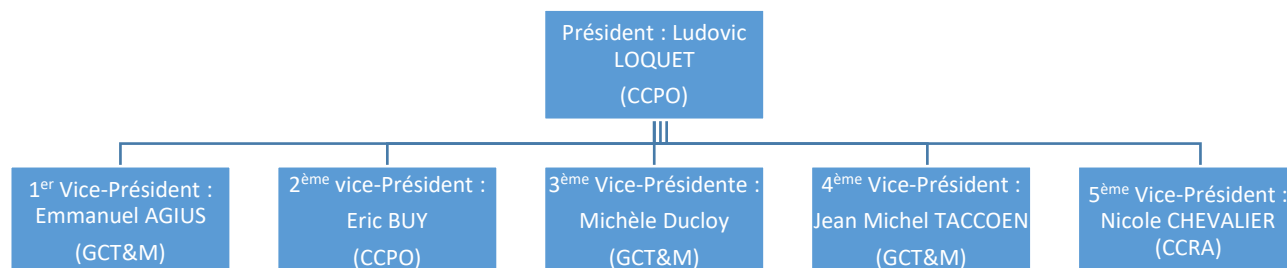 Président : Ludovic
LOQUET
(CCPO)
1er Vice-Président :
Emmanuel AGIUS
(GCT&M)
2ème vice-Président :
Eric BUY
(CCPO)
3ème Vice-Présidente :
Michèle Ducloy
(GCT&M)
4ème Vice-Président :
Jean Michel TACCOEN
(GCT&M)
5ème Vice-Président :
Nicole CHEVALIER
(CCRA)